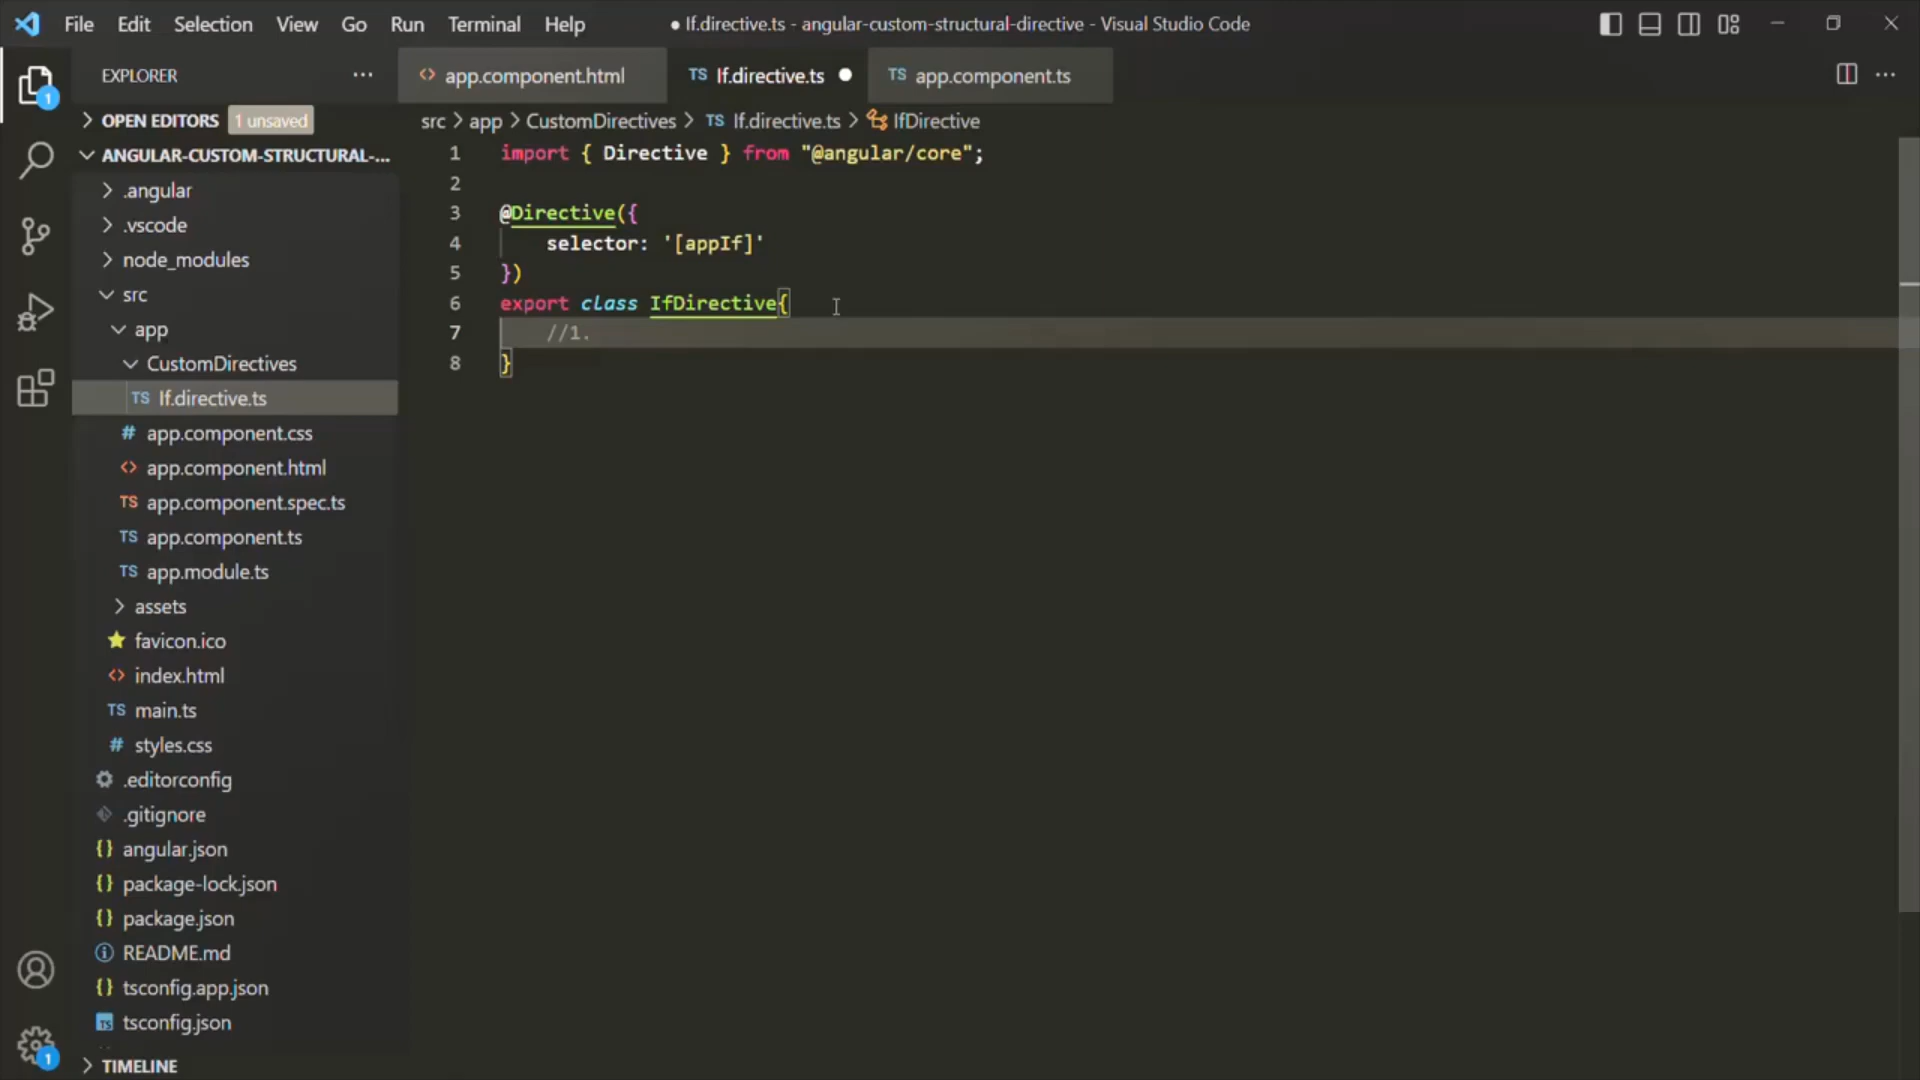 File Edit Selection View Go Run Terminal Help
● If.directive.ts - angular-custom-structural-directive - Visual Studio Code
EXPLORER
OPEN EDITORS 1 unsaved
ANGULAR-CUSTOM-STRUCTURAL-...
.angular
.vscode
node_modules
src
app
CustomDirectives
TS If.directive.ts
# app.component.css
<> app.component.html
TS app.component.spec.ts
TS app.component.ts
TS app.module.ts
assets
favicon.ico
<> index.html
TS main.ts
# styles.css
.editorconfig
.gitignore
{} angular.json
{} package-lock.json
{} package.json
README.md
{} tsconfig.app.json
TS tsconfig.json
TIMELINE
1
1
<> app.component.html
TS If.directive.ts ●
TS app.component.ts
src > app > CustomDirectives > TS If.directive.ts > IfDirective
1 import { Directive } from "@angular/core";
2
3 @Directive({
4 selector: '[appIf]'
5 })
6 export class IfDirective{
7 //1.
8 }